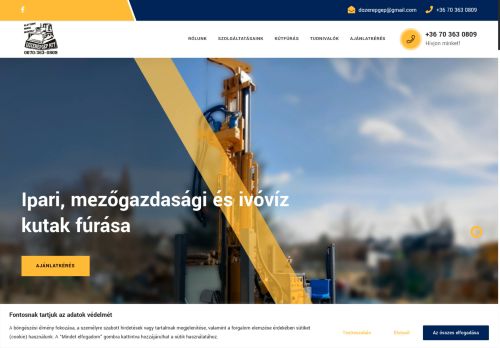 dozerepgep@gmail.com
+36 70 363 0809
0670-363-0809
RÓLUNK
SZOLGÁLTATÁSAINK
KÚTFÚRÁS
TUDNIVALÓK
AJÁNLATKÉRÉS
+36 70 363 0809
Hívjon minket!
Ipari, mezőgazdasági és ivóvíz
kutak fúrása
AJÁNLATKÉRÉS
Fontosnak tartjuk az adatok védelmét
A böngészési élmény fokozása, a személyre szabott hirdetések vagy tartalmak megjelenítése, valamint a forgalom elemzése érdekében sütiket
(cookie) használunk. A "Mindet elfogadom" gombra kattintva hozzájárulhat a sütik használatához.
Testreszabás
Elutasít
Az összes elfogadása